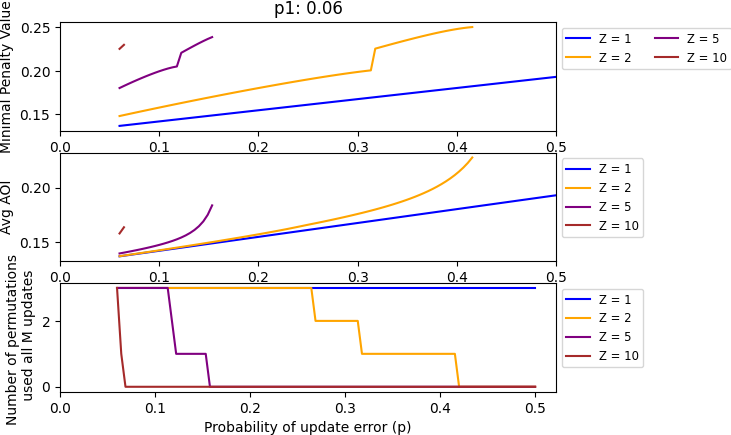 p1: 0.06
Minimal Penalty Value
0.25
0.20
0.15
0.0 0.1 0.2 0.3 0.4 0.5
Z = 1
Z = 2
Z = 5
Z = 10
Avg AOI
0.20
0.15
0.0 0.1 0.2 0.3 0.4 0.5
Z = 1
Z = 2
Z = 5
Z = 10
Number of permutations
used all M updates
2
0
0.0 0.1 0.2 0.3 0.4 0.5
Probability of update error (p)
Z = 1
Z = 2
Z = 5
Z = 10